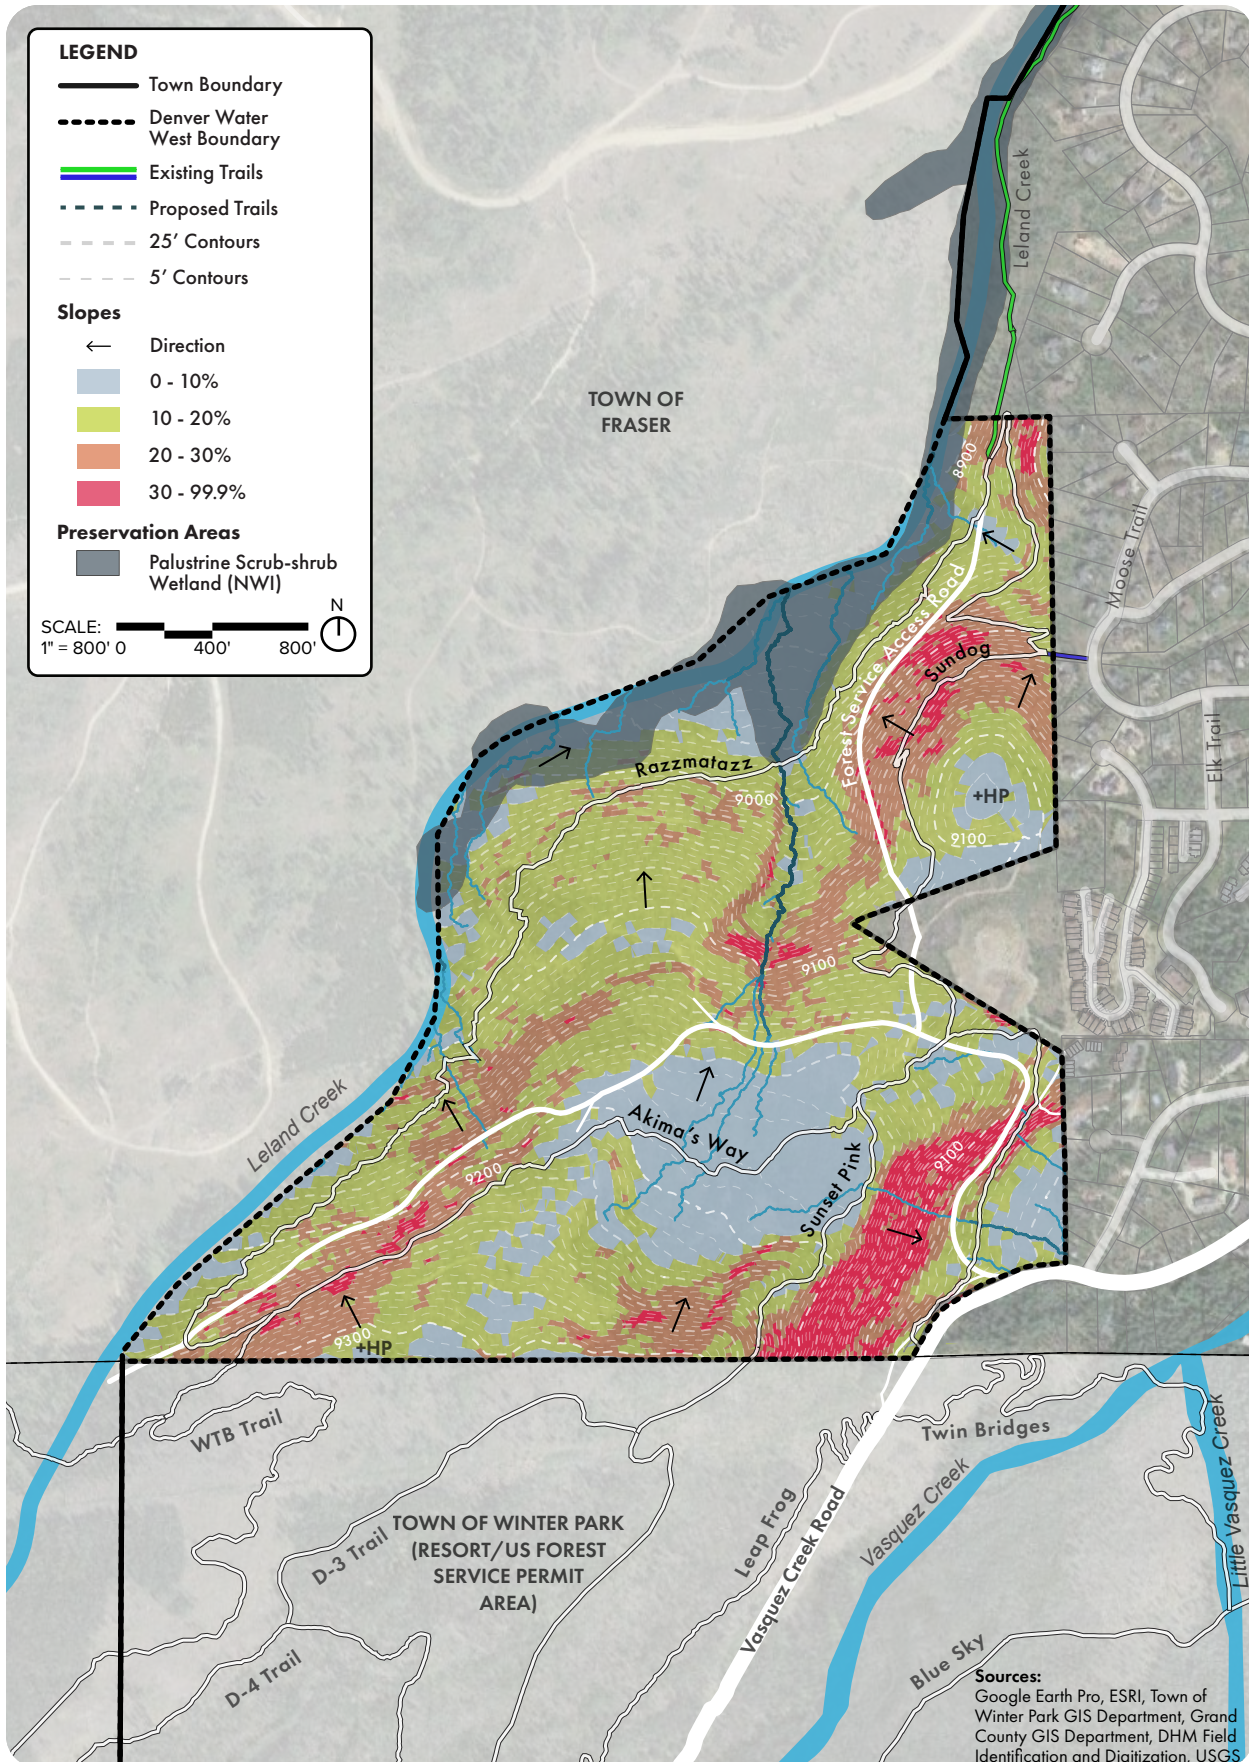 LEGEND
Town Boundary
Denver Water
West Boundary
Existing Trails
Proposed Trails
25’ Contours
5’ Contours
Slopes
Direction
0 - 10%
10 - 20%
20 - 30%
30 - 99.9%
Preservation Areas
Palustrine Scrub-shrub
Wetland (NWI)
N
SCALE:
1" = 800' 0 400' 800'
Leland Creek
TOWN OF
FRASER
8900
Moose Trail
Forest Service Access Road
Sundog
Elk Trail
Razzmatazz
9000
+HP
9100
9100
Leland Creek
Akima's Way
9100
Sunset Pink
9200
9300
+HP
WTB Trail
Twin Bridges
Little Vasquez Creek
Vasquez Creek
Leap Frog
Vasquez Creek Road
D-3 Trail
TOWN OF WINTER PARK
(RESORT/US FOREST
SERVICE PERMIT
AREA)
D-4 Trail
Blue Sky
Sources:
Google Earth Pro, ESRI, Town of
Winter Park GIS Department, Grand
County GIS Department, DHM Field
Identification and Digitization, USGS